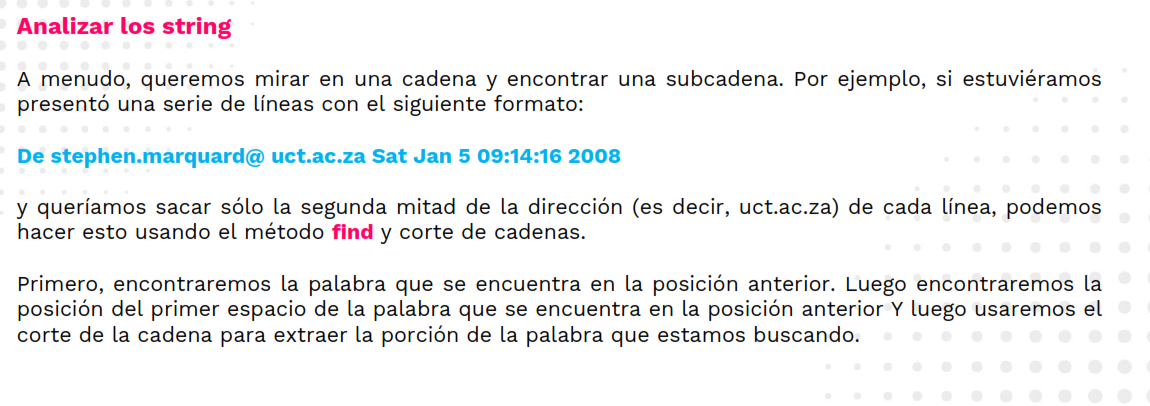 Analizar los string
A menudo, queremos mirar en una cadena y encontrar una subcadena. Por ejemplo, si estuviéramos
presentó una serie de líneas con el siguiente formato:
De stephen.marquard@ uct.ac.za Sat Jan 5 09:14:16 2008
y queríamos sacar sólo la segunda mitad de la dirección (es decir, uct.ac.za) de cada línea, podemos
hacer esto usando el método find y corte de cadenas.
Primero, encontraremos la palabra que se encuentra en la posición anterior. Luego encontraremos la
posición del primer espacio de la palabra que se encuentra en la posición anterior Y luego usaremos el
corte de la cadena para extraer la porción de la palabra que estamos buscando.